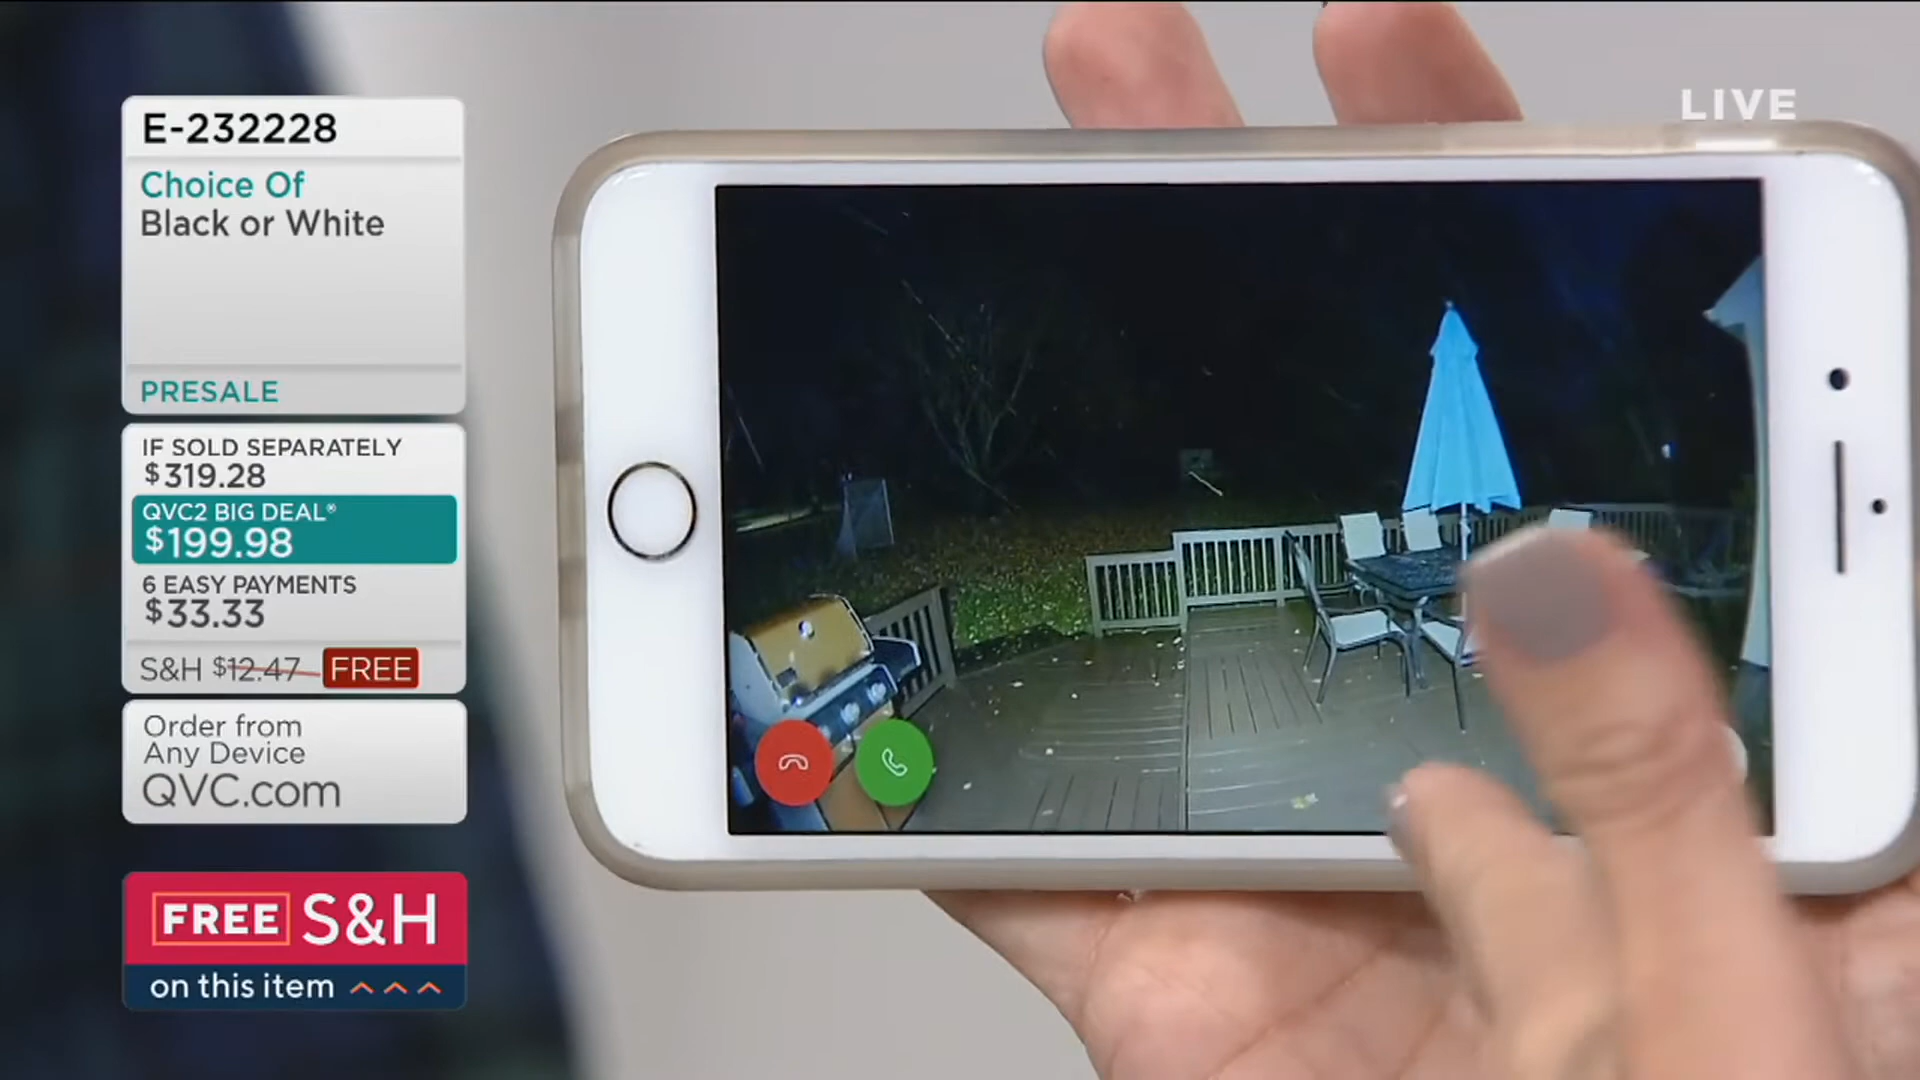 E-232228
Choice Of
Black or White
PRESALE
IF SOLD SEPARATELY
$319.28
QVC2 BIG DEAL®
$199.98
6 EASY PAYMENTS
$33.33
S&H $12.47 FREE
Order from
Any Device
QVC.com
FREE S&H
on this item
LIVE